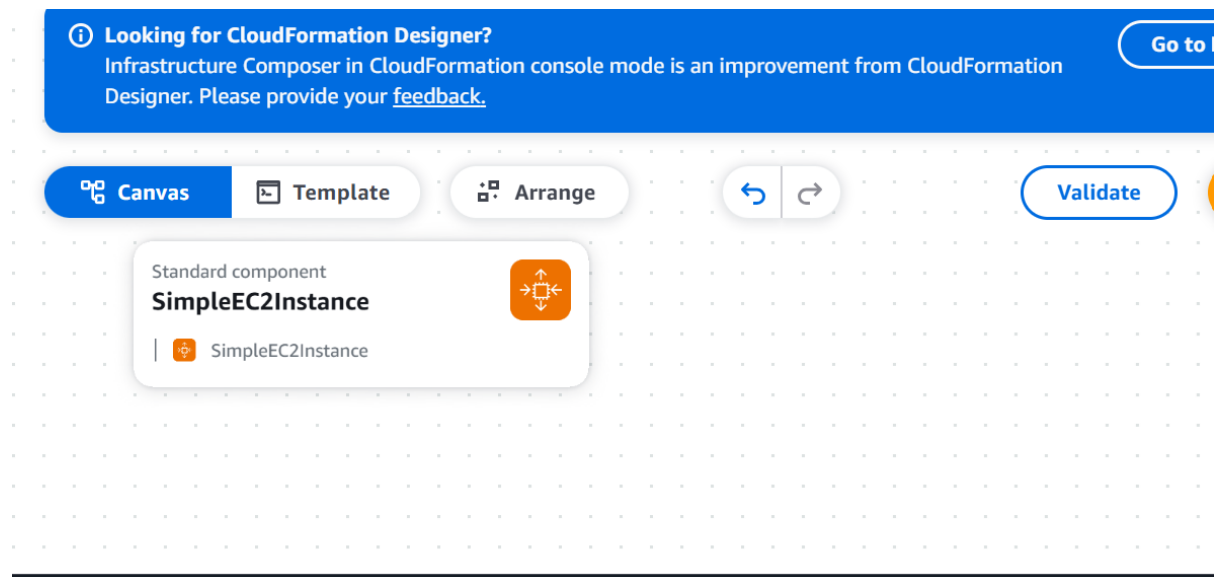 Looking for CloudFormation Designer?
Infrastructure Composer in CloudFormation console mode is an improvement from CloudFormation
Designer. Please provide your feedback.
Go to
Canvas
Template
Arrange
Validate
Standard component
SimpleEC2Instance
SimpleEC2Instance